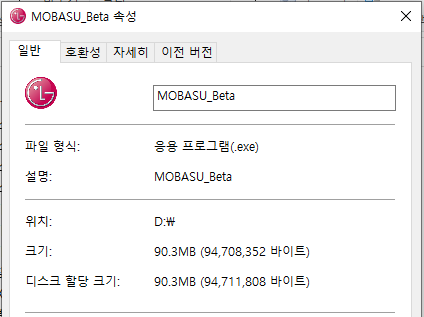 MOBASU_Beta 속성
일반 호환성 자세히 이전 버전
LG
MOBASU_Beta
파일 형식: 응용 프로그램(.exe)
설명: MOBASU_Beta
위치: D:₩
크기: 90.3MB (94,708,352 바이트)
디스크 할당 크기: 90.3MB (94,711,808 바이트)